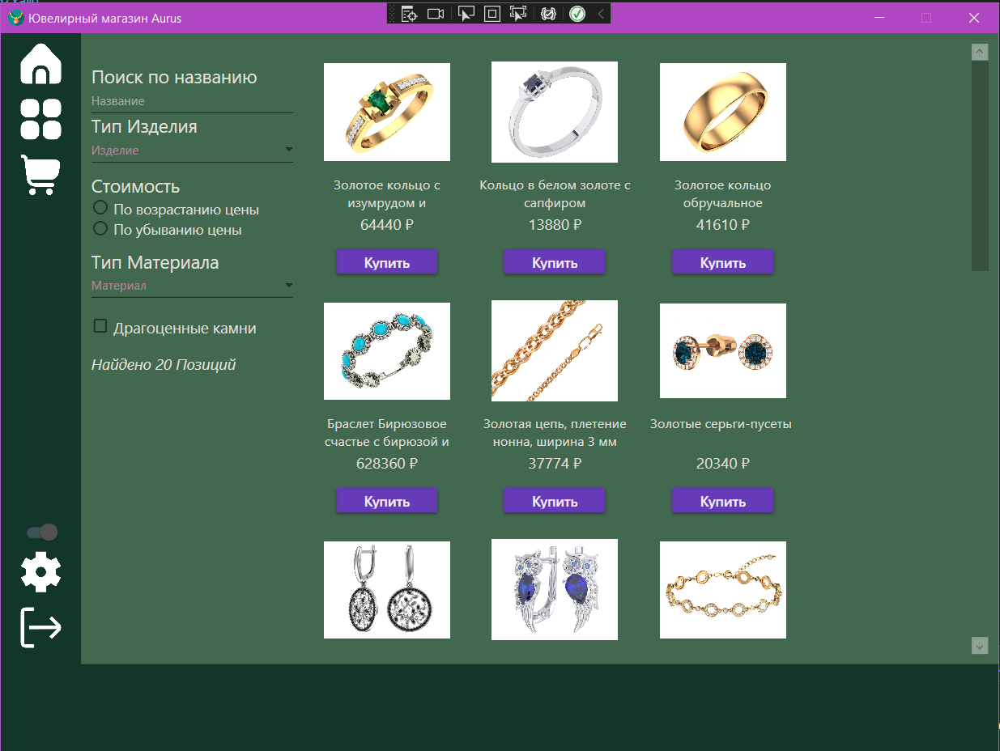 Ювелирный магазин Aurus
Поиск по названию
Название
Тип Изделия
Изделие
Стоимость
По возрастанию цены
По убыванию цены
Тип Материала
Материал
Драгоценные камни
Найдено 20 Позиций
Золотое кольцо с
изумрудом и
64440 ₽
Купить
Кольцо в белом золоте с
сапфиром
13880 ₽
Купить
Золотое кольцо
обручальное
41610 ₽
Купить
Браслет Бирюзовое
счастье с бирюзой и
628360 ₽
Купить
Золотая цепь, плетение
нонна, ширина 3 мм
37774 ₽
Купить
Золотые серьги-пусеты
20340 ₽
Купить